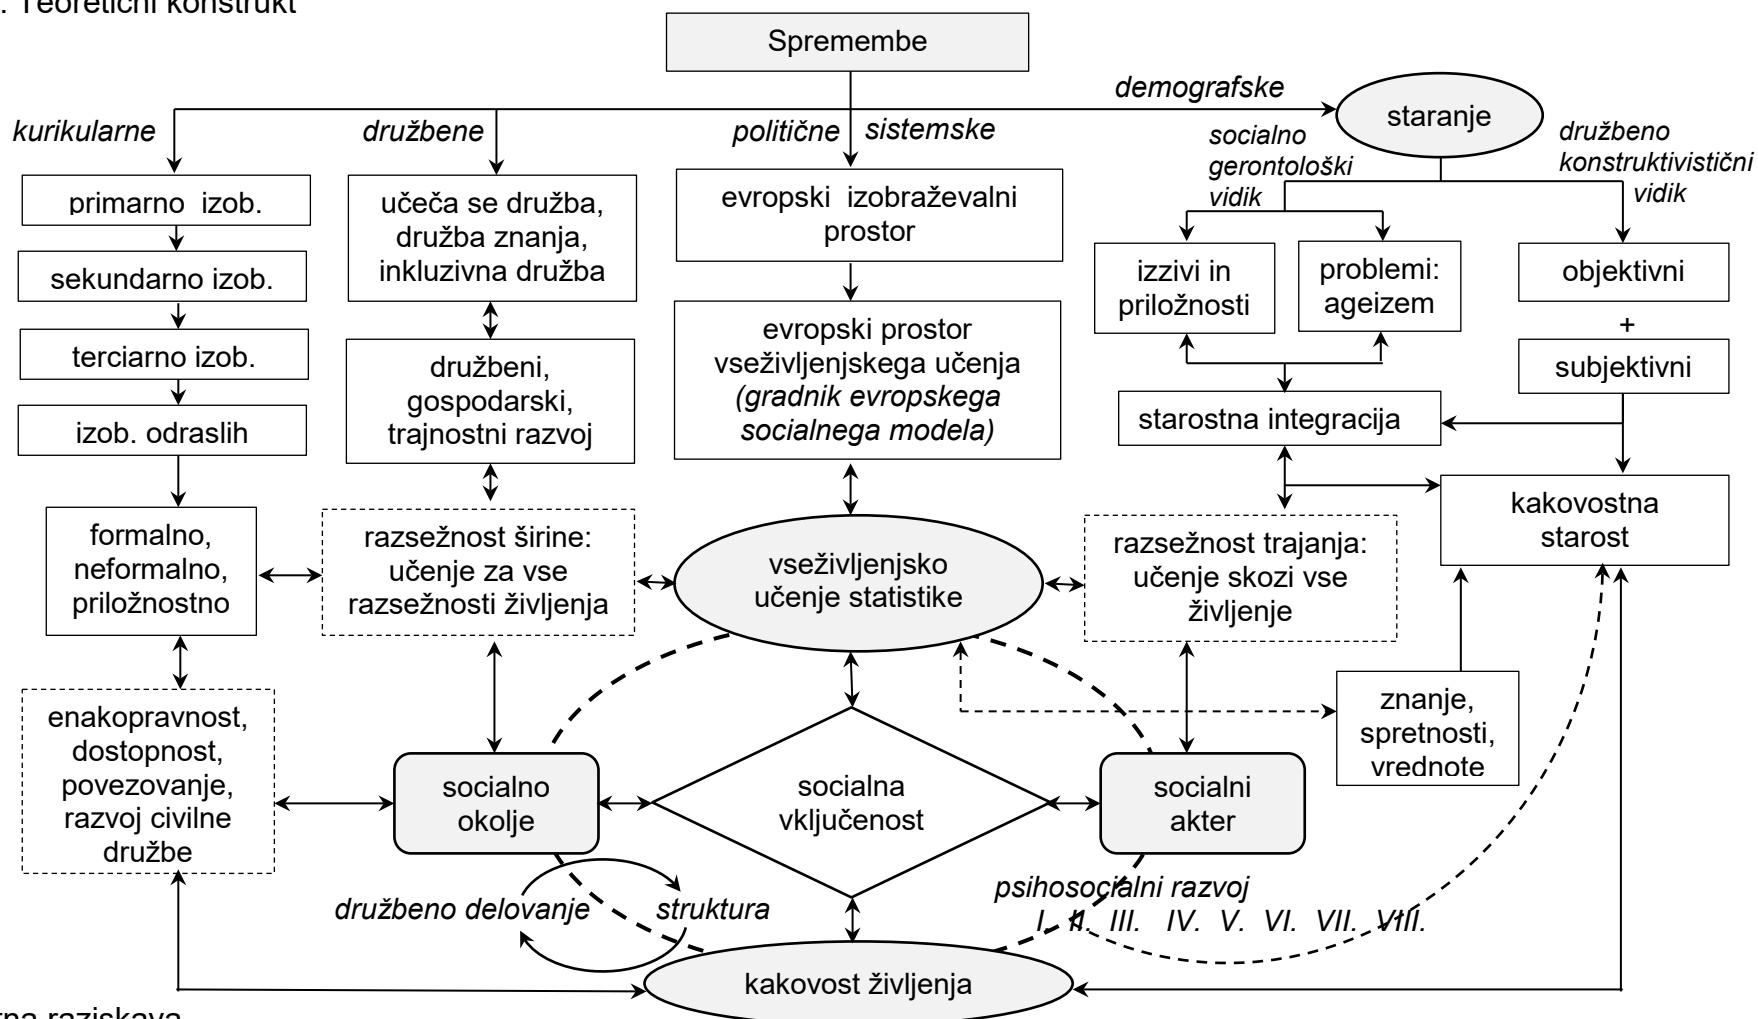 . Teoretični konstrukt
Spremembe
demografske
kurikularne
družbene
politične
sistemske
staranje
socialno
gerontološki
vidik
družbeno
konstruktivistični
vidik
primarno izob.
sekundarno izob.
terciarno izob.
izob. odraslih
formalno,
neformalno,
priložnostno
enakopravnost,
dostopnost,
povezovanje,
razvoj civilne
družbe
učeča se družba,
družba znanja,
inkluzivna družba
družbeni,
gospodarski,
trajnostni razvoj
razsežnost širine:
učenje za vse
razsežnosti življenja
socialno
okolje
družbeno delovanje
struktura
evropski izobraževalni
prostor
evropski prostor
vseživljenjskega učenja
(gradnik evropskega
socialnega modela)
vseživljenjsko
učenje statistike
socialna
vključenost
kakovost življenja
izzivi in
priložnosti
problemi:
ageizem
starostna integracija
razsežnost trajanja:
učenje skozi vse
življenje
socialni
akter
psihosocialni razvoj
I. II. III. IV. V. VI. VII. VIII.
objektivni
+
subjektivni
kakovostna
starost
znanje,
spretnosti,
vrednote
tna raziskava